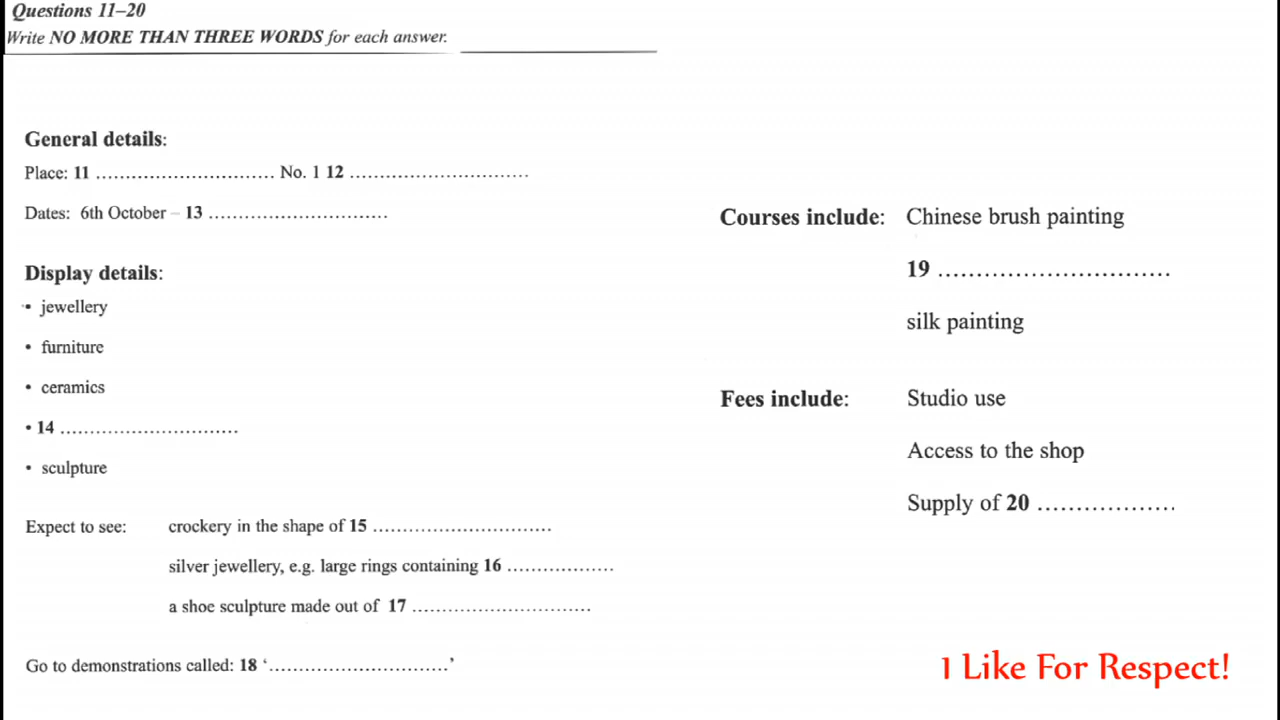 Questions 11–20
Write NO MORE THAN THREE WORDS for each answer.
General details:
Place: 11 .............................. No. 1 12 ..............................
Dates: 6th October – 13 ..............................
Display details:
• jewellery
• furniture
• ceramics
• 14 ..............................
• sculpture
Expect to see: crockery in the shape of 15 ..............................
silver jewellery, e.g. large rings containing 16 ..................
a shoe sculpture made out of 17 ..............................
Go to demonstrations called: 18 ‘..............................’
Courses include: Chinese brush painting
19 ..............................
silk painting
Fees include: Studio use
Access to the shop
Supply of 20 ..................
1 Like For Respect!